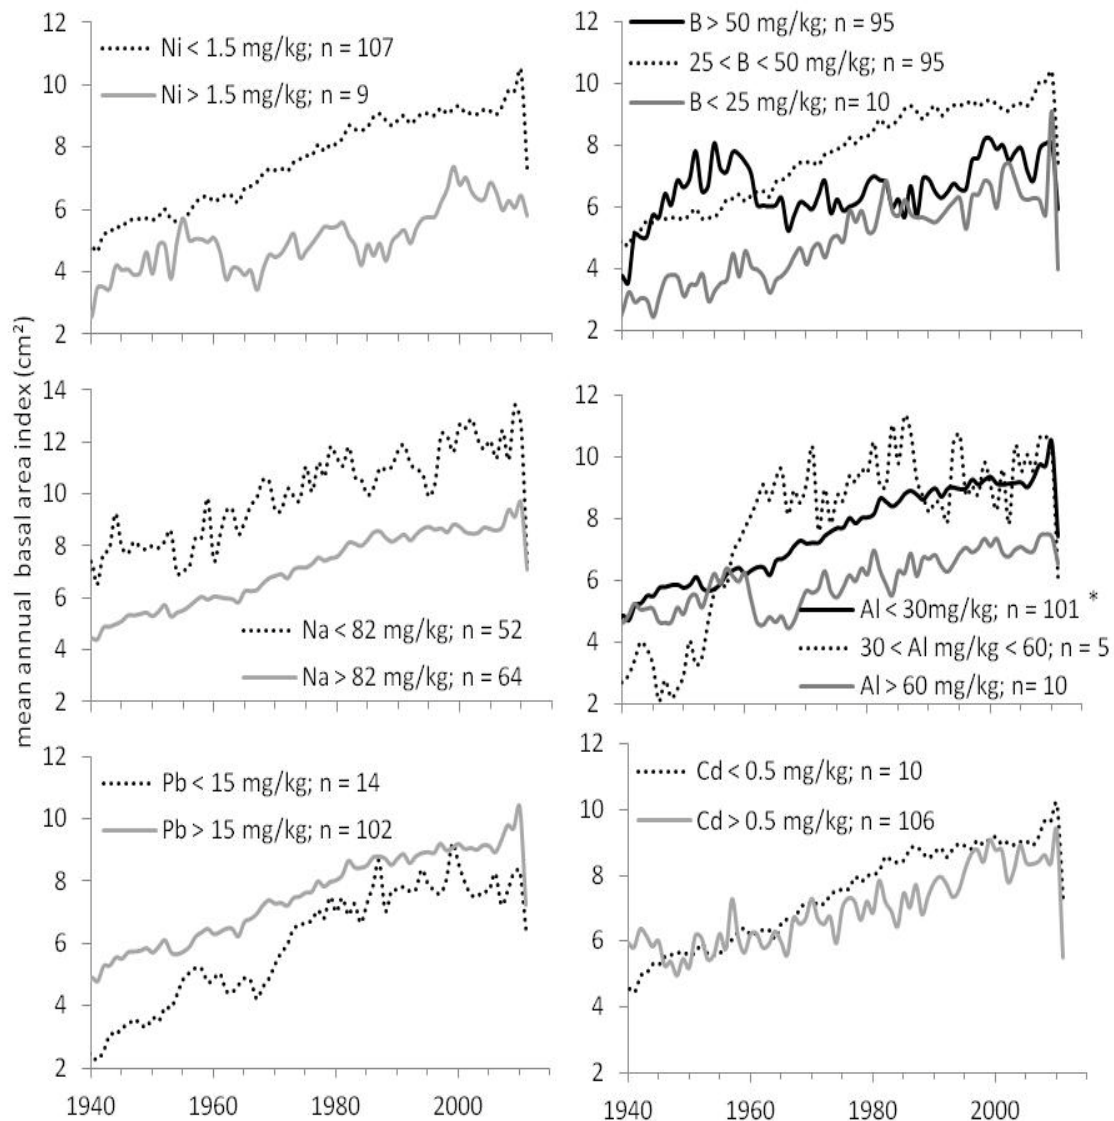 mean annual basal area index (cm²)
12
10
8
6
4
2
Ni < 1.5 mg/kg; n = 107
Ni > 1.5 mg/kg; n = 9
12
10
8
6
4
2
B > 50 mg/kg; n = 95
25 < B < 50 mg/kg; n = 95
B < 25 mg/kg; n= 10
14
12
10
8
6
4
2
Na < 82 mg/kg; n = 52
Na > 82 mg/kg; n = 64
12
10
8
6
4
2
Al < 30mg/kg; n = 101 *
30 < Al mg/kg < 60; n = 5
Al > 60 mg/kg; n= 10
12
10
8
6
4
2
Pb < 15 mg/kg; n = 14
Pb > 15 mg/kg; n = 102
1940 1960 1980 2000
12
10
8
6
4
2
Cd < 0.5 mg/kg; n = 10
Cd > 0.5 mg/kg; n = 106
1940 1960 1980 2000